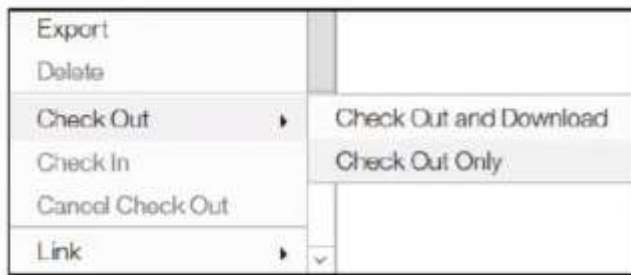 Export
Delete
Check Out
Check Out and Download
Check In
Check Out Only
Cancel Check Out
Link